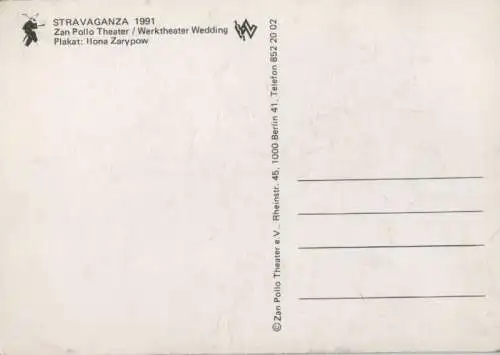 STRAVAGANZA 1991
Zan Pollo Theater / Werktheater Wedding
Plakat: Ilona Zarypow
© Zan Pollo Theater e.V., Rheinstr. 45, 1000 Berlin 41, Telefon 852 20 02